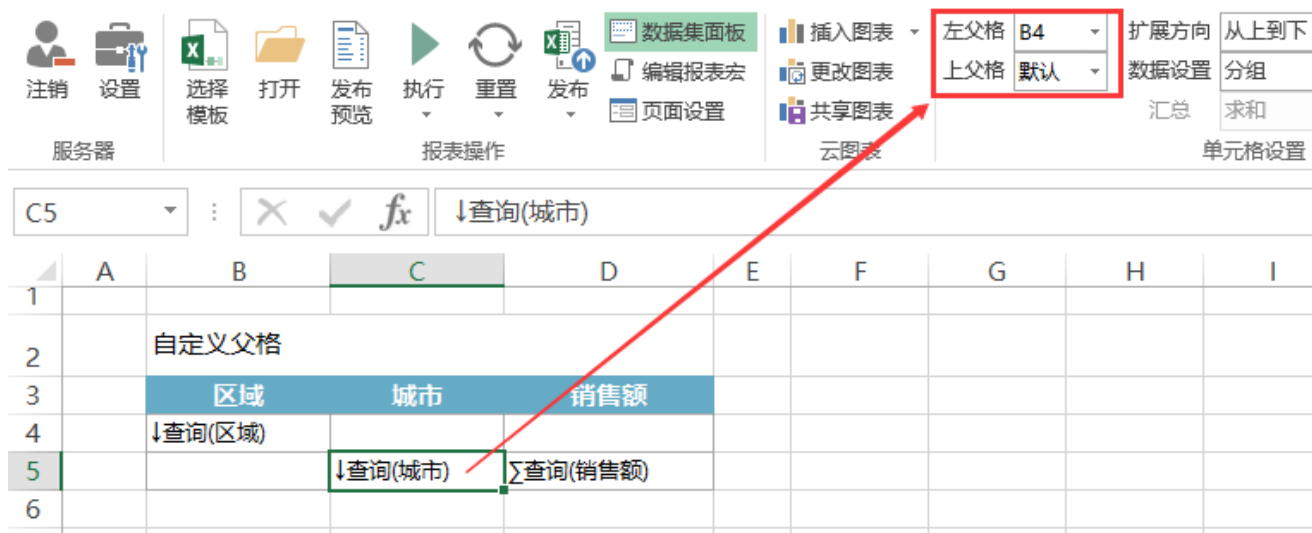 数据集面板 插入图表 左父格 B4 扩展方向 从上到下
编辑报表宏 更改图表 上父格 默认 数据设置 分组
注销 设置 选择模板 打开 发布预览 执行 重置 发布 页面设置 共享图表 汇总 求和
服务器 报表操作 云图表 单元格设置
C5 fx ↓查询(城市)
A B C D E F G H I
1
2 自定义父格
3 区域 城市 销售额
4 ↓查询(区域)
5 ↓查询(城市) ∑查询(销售额)
6